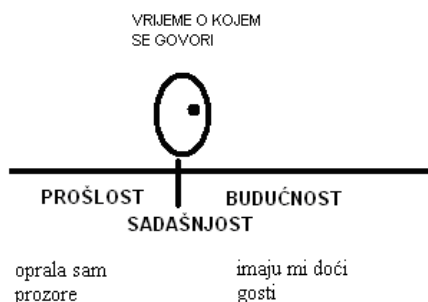 VRIJEME O KOJEM
SE GOVORI
PROŠLOST
BUDUĆNOST
SADAŠNJOST
oprala sam
prozore
imaju mi doći
gosti